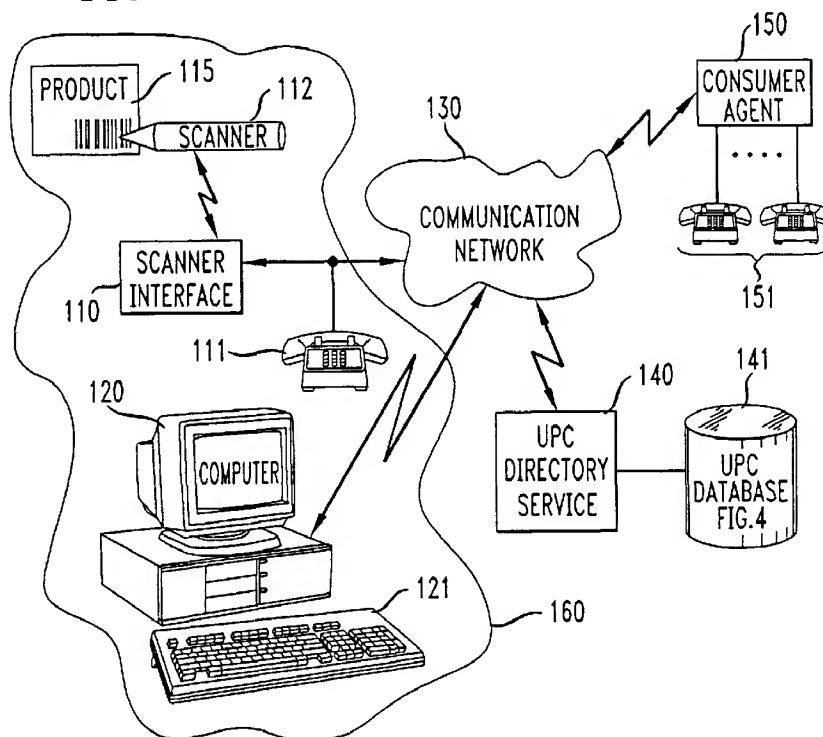 150
115
PRODUCT
112
CONSUMER
AGENT
SCANNER
130
COMMUNICATION
NETWORK
SCANNER
INTERFACE
110
151
111
120
140
141
COMPUTER
UPC
DIRECTORY
SERVICE
UPC
DATABASE
FIG.4
121
160